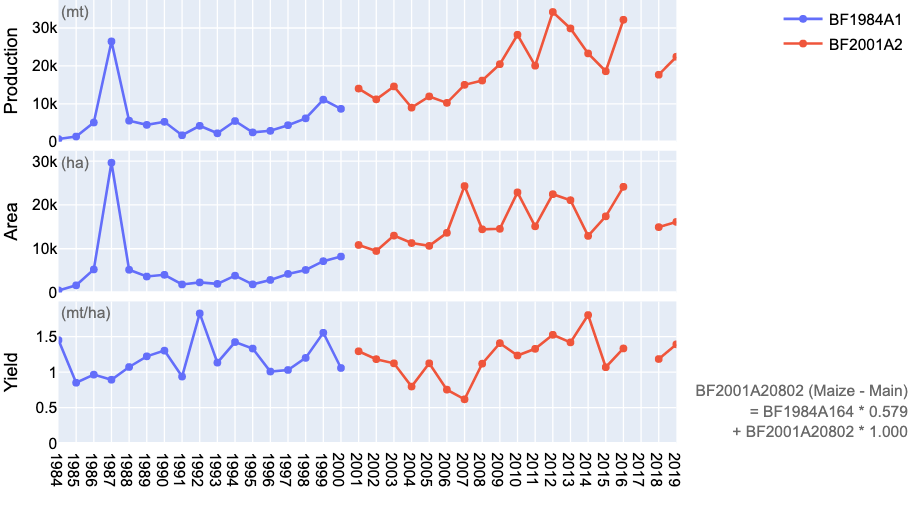 (mt)
Production
30k
20k
10k
0
BF1984A1
BF2001A2
(ha)
Area
30k
20k
10k
0
(mt/ha)
Yield
1.5
1
0.5
0
1984
1985
1986
1987
1988
1989
1990
1991
1992
1993
1994
1995
1996
1997
1998
1999
2000
2001
2002
2003
2004
2005
2006
2007
2008
2009
2010
2011
2012
2013
2014
2015
2016
2017
2018
2019
BF2001A20802 (Maize - Main)
= BF1984A164 * 0.579
+ BF2001A20802 * 1.000